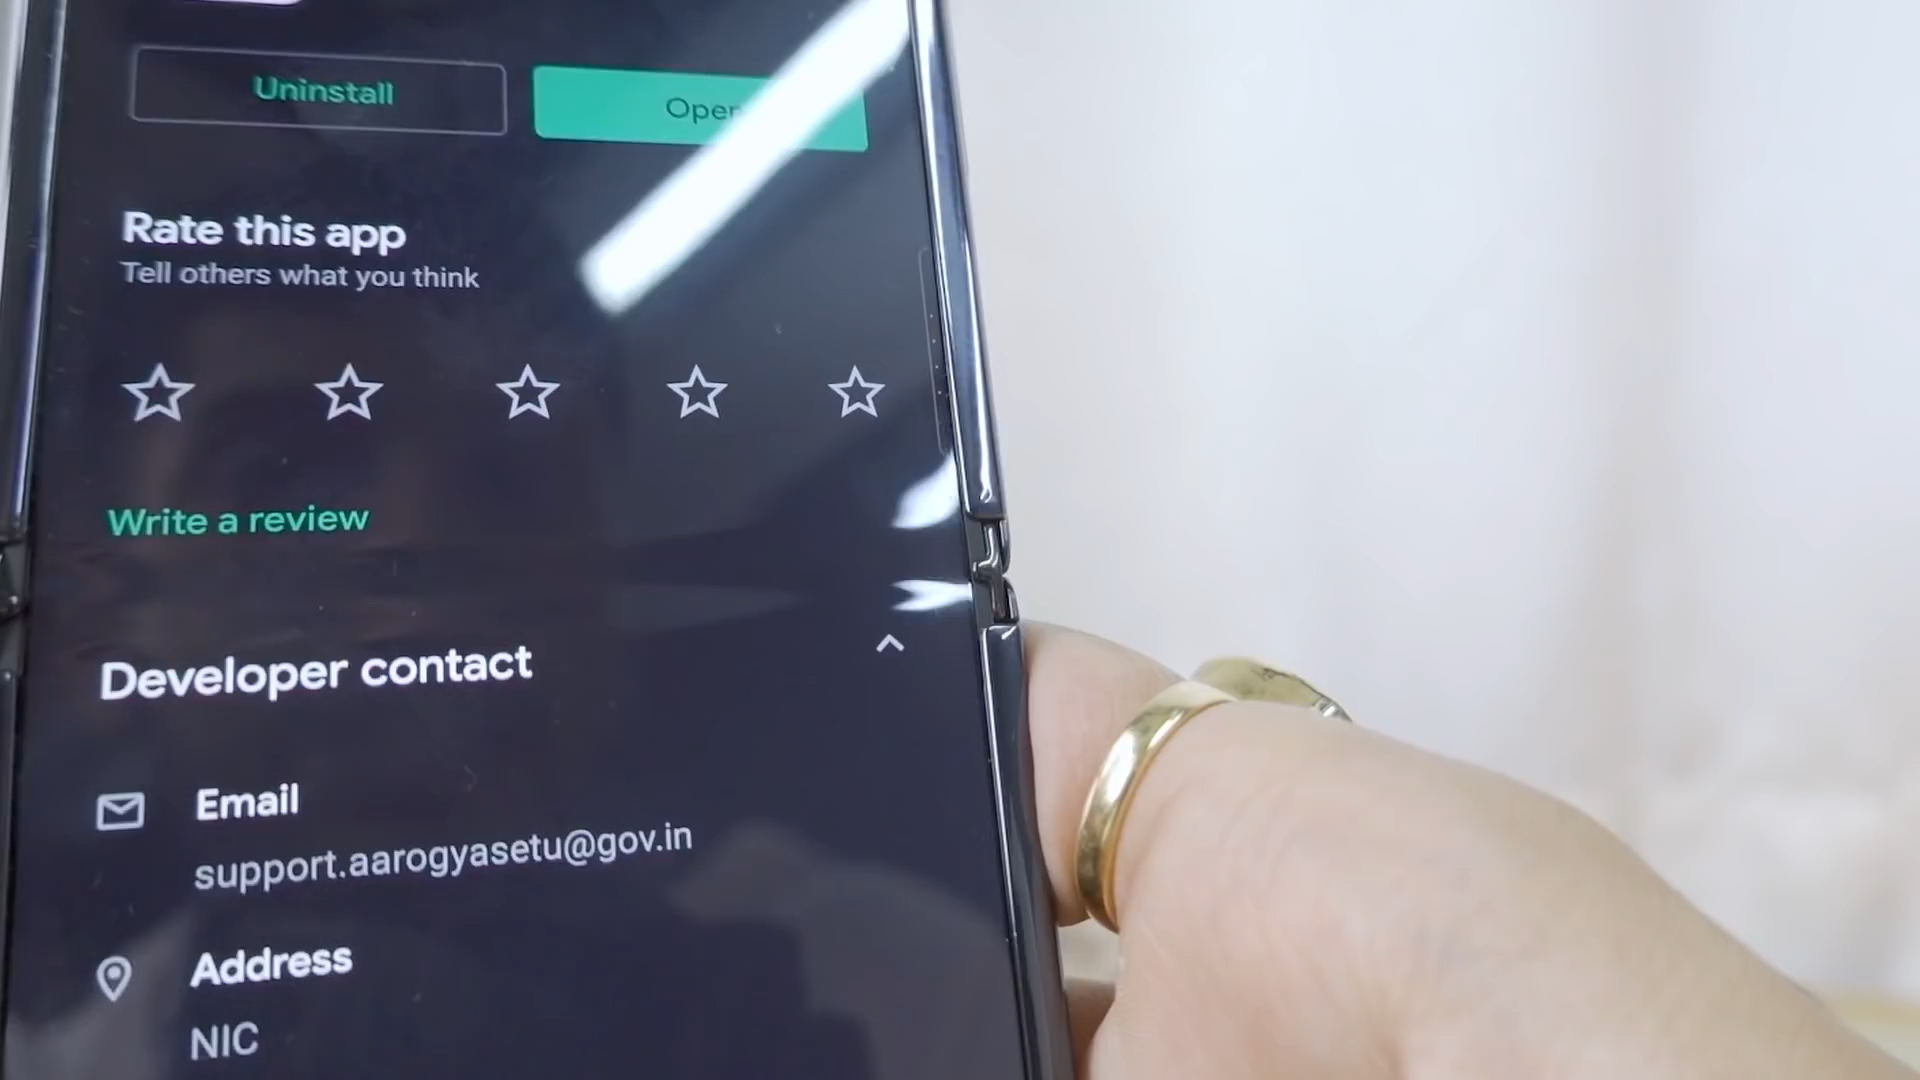 Uninstall
Open
Rate this app
Tell others what you think
Write a review
Developer contact
Email
support.aarogyasetu@gov.in
Address
NIC